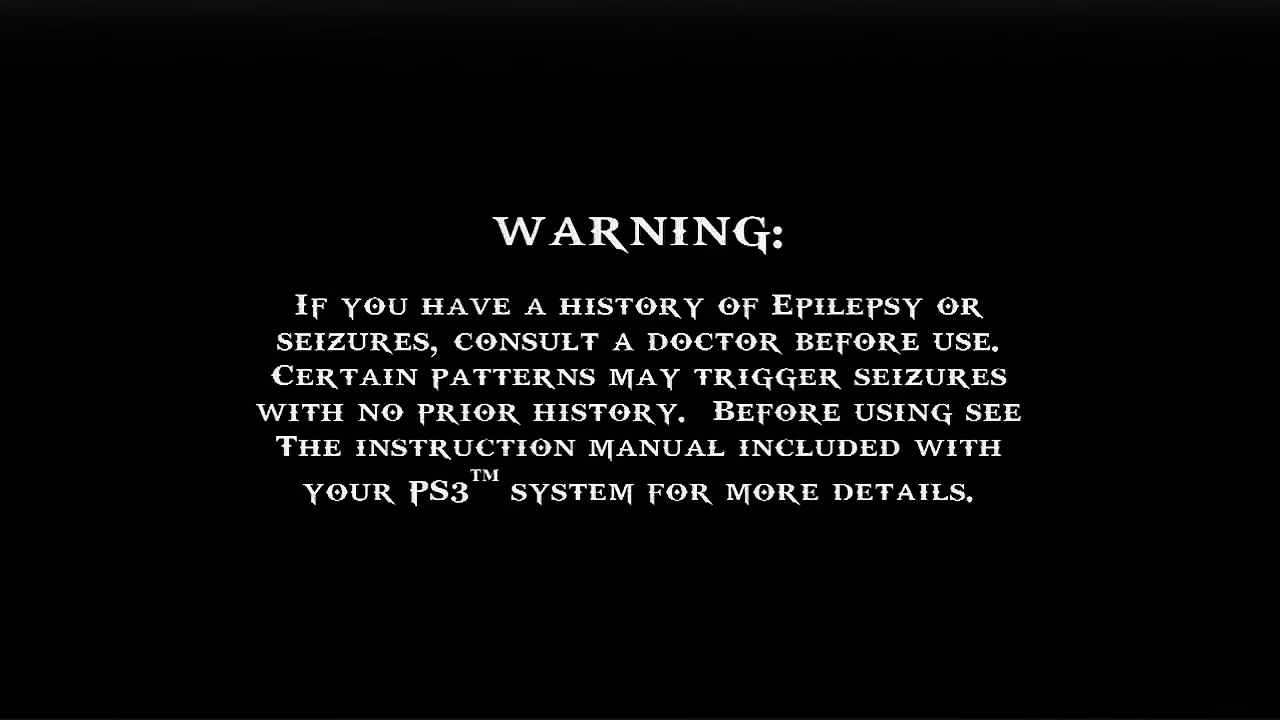 WARNING:
If you have a history of Epilepsy or
seizures, consult a doctor before use.
Certain patterns may trigger seizures
with no prior history.  Before using see
The instruction manual included with
your PS3™ system for more details.